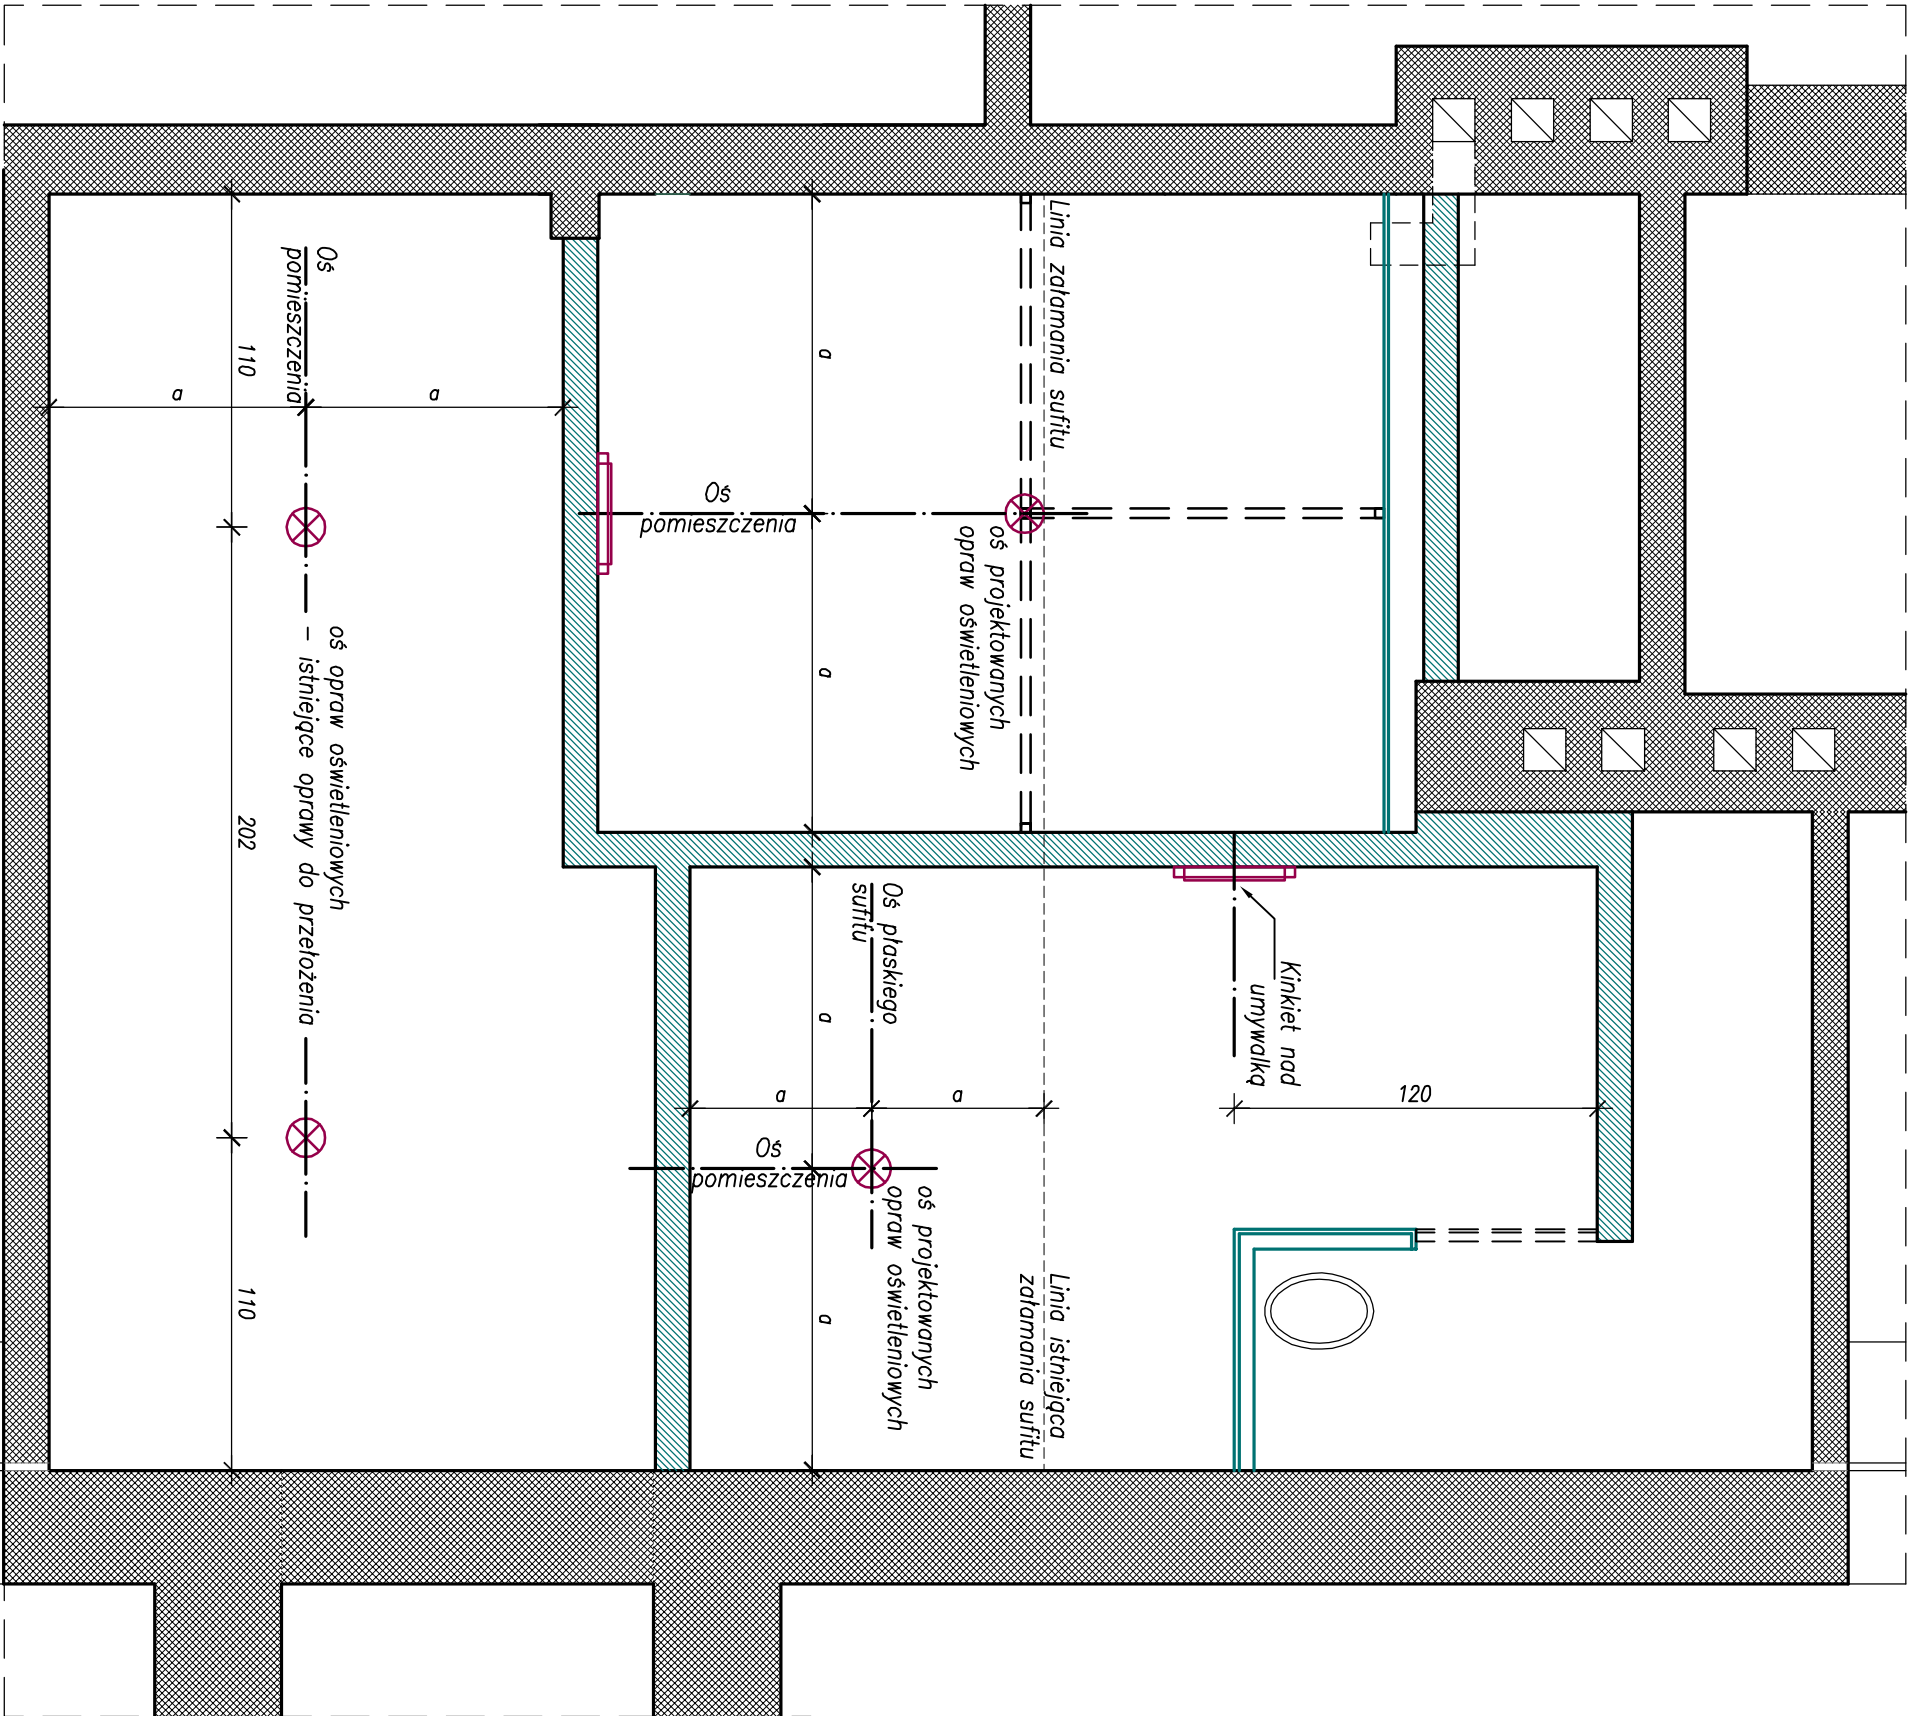 Oś
pomieszczenia
110
a
a
oś opraw oświetleniowych
– istniejące oprawy do przełożenia
202
110
Linia załamania sufitu
a
Oś
pomieszczenia
oś projektowanych
opraw oświetleniowych
a
Oś płaskiego
sufitu
a
a
a
Oś
pomieszczenia
oś projektowanych
opraw oświetleniowych
a
Kinkiet nad
umywalką
120
Linia istniejąca
załamania sufitu